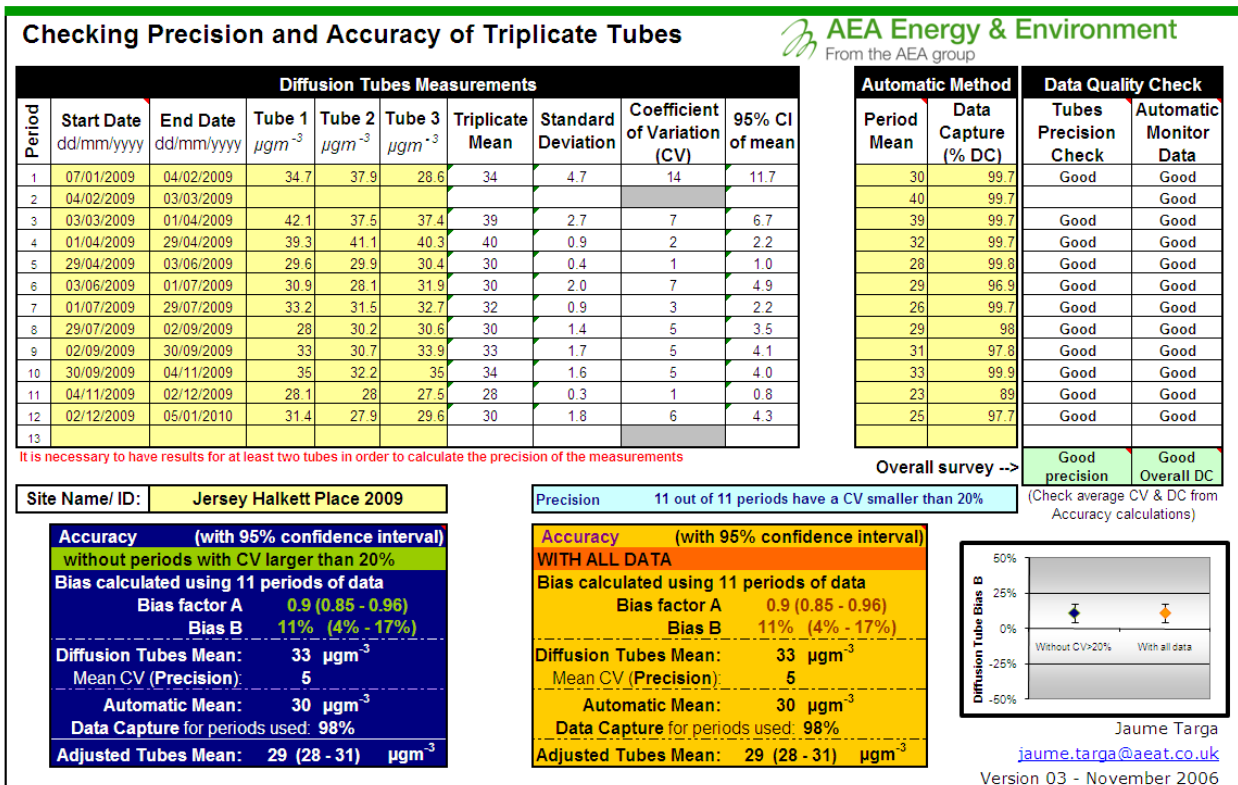 Checking Precision and Accuracy of Triplicate Tubes
AEA Energy & Environment
From the AEA group
Diffusion Tubes Measurements
Period
Start Date dd/mm/yyyy
End Date dd/mm/yyyy
Tube 1 µgm-3
Tube 2 µgm-3
Tube 3 µgm-3
Triplicate Mean
Standard Deviation
Coefficient of Variation (CV)
95% CI of mean
Automatic Method
Period Mean
Data Capture (% DC)
Data Quality Check
Tubes Precision Check
Automatic Monitor Data
1 07/01/2009 04/02/2009 34.7 37.9 28.6 34 4.7 14 11.7 30 99.7 Good Good
2 04/02/2009 03/03/2009 40 99.7 Good
3 03/03/2009 01/04/2009 42.1 37.5 37.4 39 2.7 7 6.7 39 99.7 Good Good
4 01/04/2009 29/04/2009 39.3 41.1 40.3 40 0.9 2 2.2 32 99.7 Good Good
5 29/04/2009 03/06/2009 29.6 29.9 30.4 30 0.4 1 1.0 28 99.8 Good Good
6 03/06/2009 01/07/2009 30.9 28.1 31.9 30 2.0 7 4.9 29 96.9 Good Good
7 01/07/2009 29/07/2009 33.2 31.5 32.7 32 0.9 3 2.2 26 99.7 Good Good
8 29/07/2009 02/09/2009 28 30.2 30.6 30 1.4 5 3.5 29 98 Good Good
9 02/09/2009 30/09/2009 33 30.7 33.9 33 1.7 5 4.1 31 97.8 Good Good
10 30/09/2009 04/11/2009 35 32.2 35 34 1.6 5 4.0 33 99.9 Good Good
11 04/11/2009 02/12/2009 28.1 28 27.5 28 0.3 1 0.8 23 89 Good Good
12 02/12/2009 05/01/2010 31.4 27.9 29.6 30 1.8 6 4.3 25 97.7 Good Good
13
It is necessary to have results for at least two tubes in order to calculate the precision of the measurements
Overall survey --> Good precision Good Overall DC
(Check average CV & DC from Accuracy calculations)
Site Name/ ID: Jersey Halkett Place 2009
Precision 11 out of 11 periods have a CV smaller than 20%
Accuracy (with 95% confidence interval)
without periods with CV larger than 20%
Bias calculated using 11 periods of data
Bias factor A 0.9 (0.85 - 0.96)
Bias B 11% (4% - 17%)
Diffusion Tubes Mean: 33 µgm-3
Mean CV (Precision): 5
Automatic Mean: 30 µgm-3
Data Capture for periods used: 98%
Adjusted Tubes Mean: 29 (28 - 31) µgm-3
Accuracy (with 95% confidence interval)
WITH ALL DATA
Bias calculated using 11 periods of data
Bias factor A 0.9 (0.85 - 0.96)
Bias B 11% (4% - 17%)
Diffusion Tubes Mean: 33 µgm-3
Mean CV (Precision): 5
Automatic Mean: 30 µgm-3
Data Capture for periods used: 98%
Adjusted Tubes Mean: 29 (28 - 31) µgm-3
Diffusion Tube Bias B
50%
25%
0%
-25%
-50%
Without CV>20%
With all data
Jaume Targa
jaume.targa@aeat.co.uk
Version 03 - November 2006